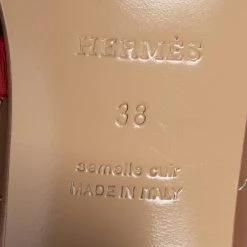 HERMÈS
38
semelle cuir
MADE IN ITALY